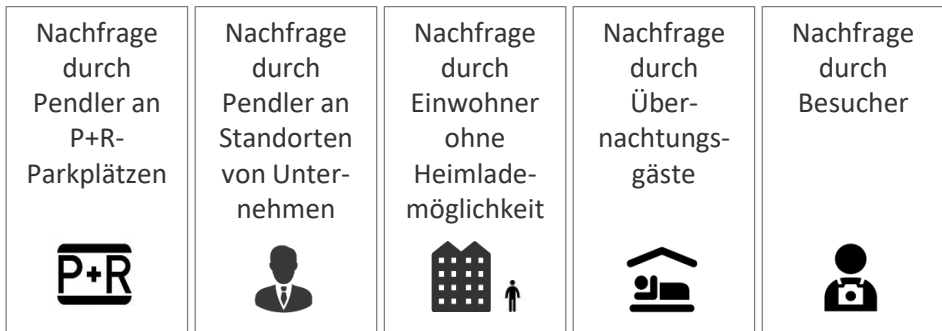 Nachfrage
durch
Pendler an
P+R-
Parkplätzen
P+R
Nachfrage
durch
Pendler an
Standorten
von Unter-
nehmen
Nachfrage
durch
Einwohner
ohne
Heimlade-
möglichkeit
Nachfrage
durch
Über-
nachtungs-
gäste
Nachfrage
durch
Besucher